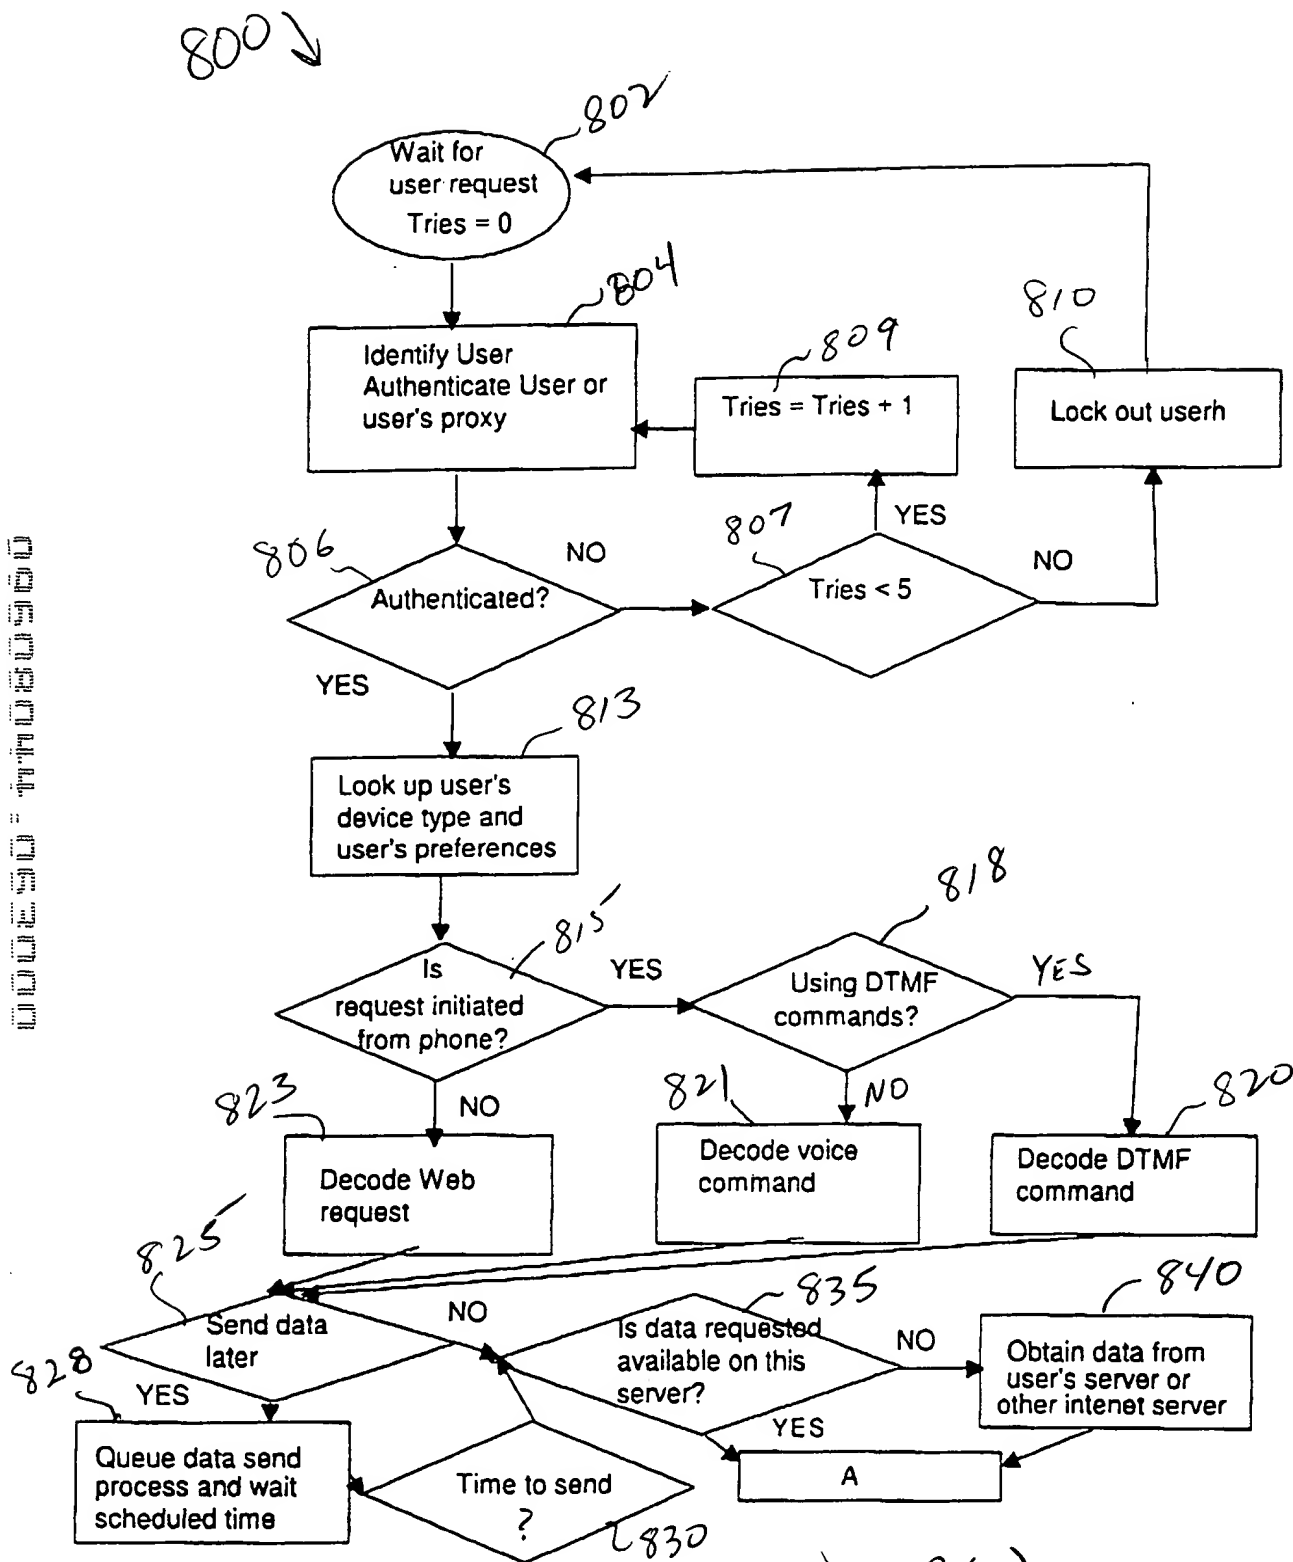 800
802
Wait for
user request
Tries = 0
804
Identify User
Authenticate User or
user's proxy
809
Tries = Tries + 1
810
Lock out userh
806
Authenticated?
NO
YES
807
Tries < 5
YES
NO
813
Look up user's
device type and
user's preferences
815
Is
request initiated
from phone?
YES
NO
818
Using DTMF
commands?
YES
NO
823
Decode Web
request
821
Decode voice
command
820
Decode DTMF
command
825
Send data
later
NO
YES
835
Is data requested
available on this
server?
NO
YES
840
Obtain data from
user's server or
other intenet server
828
Queue data send
process and wait
scheduled time
Time to send
?
830
A